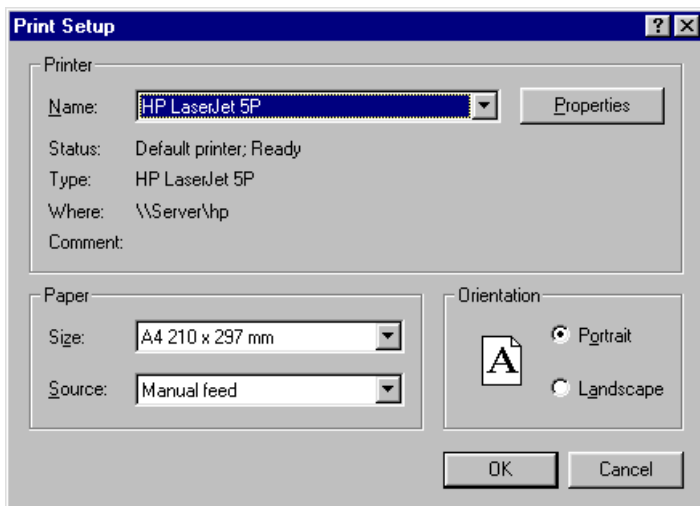 Print Setup
Printer
Name: HP LaserJet 5P Properties
Status: Default printer; Ready
Type: HP LaserJet 5P
Where: \\Server\hp
Comment:
Paper Orientation
Size: A4 210 x 297 mm A Portrait
Source: Manual feed Landscape
OK Cancel